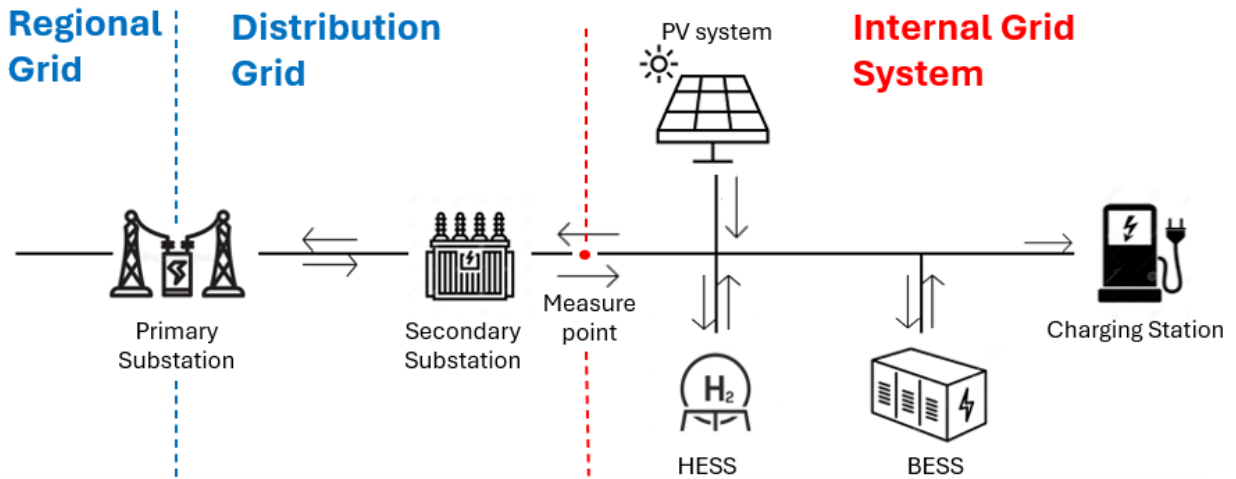 Regional
Grid
Distribution
Grid
PV system
Internal Grid
System
Primary
Substation
Secondary
Substation
Measure
point
Charging Station
H2
HESS
BESS